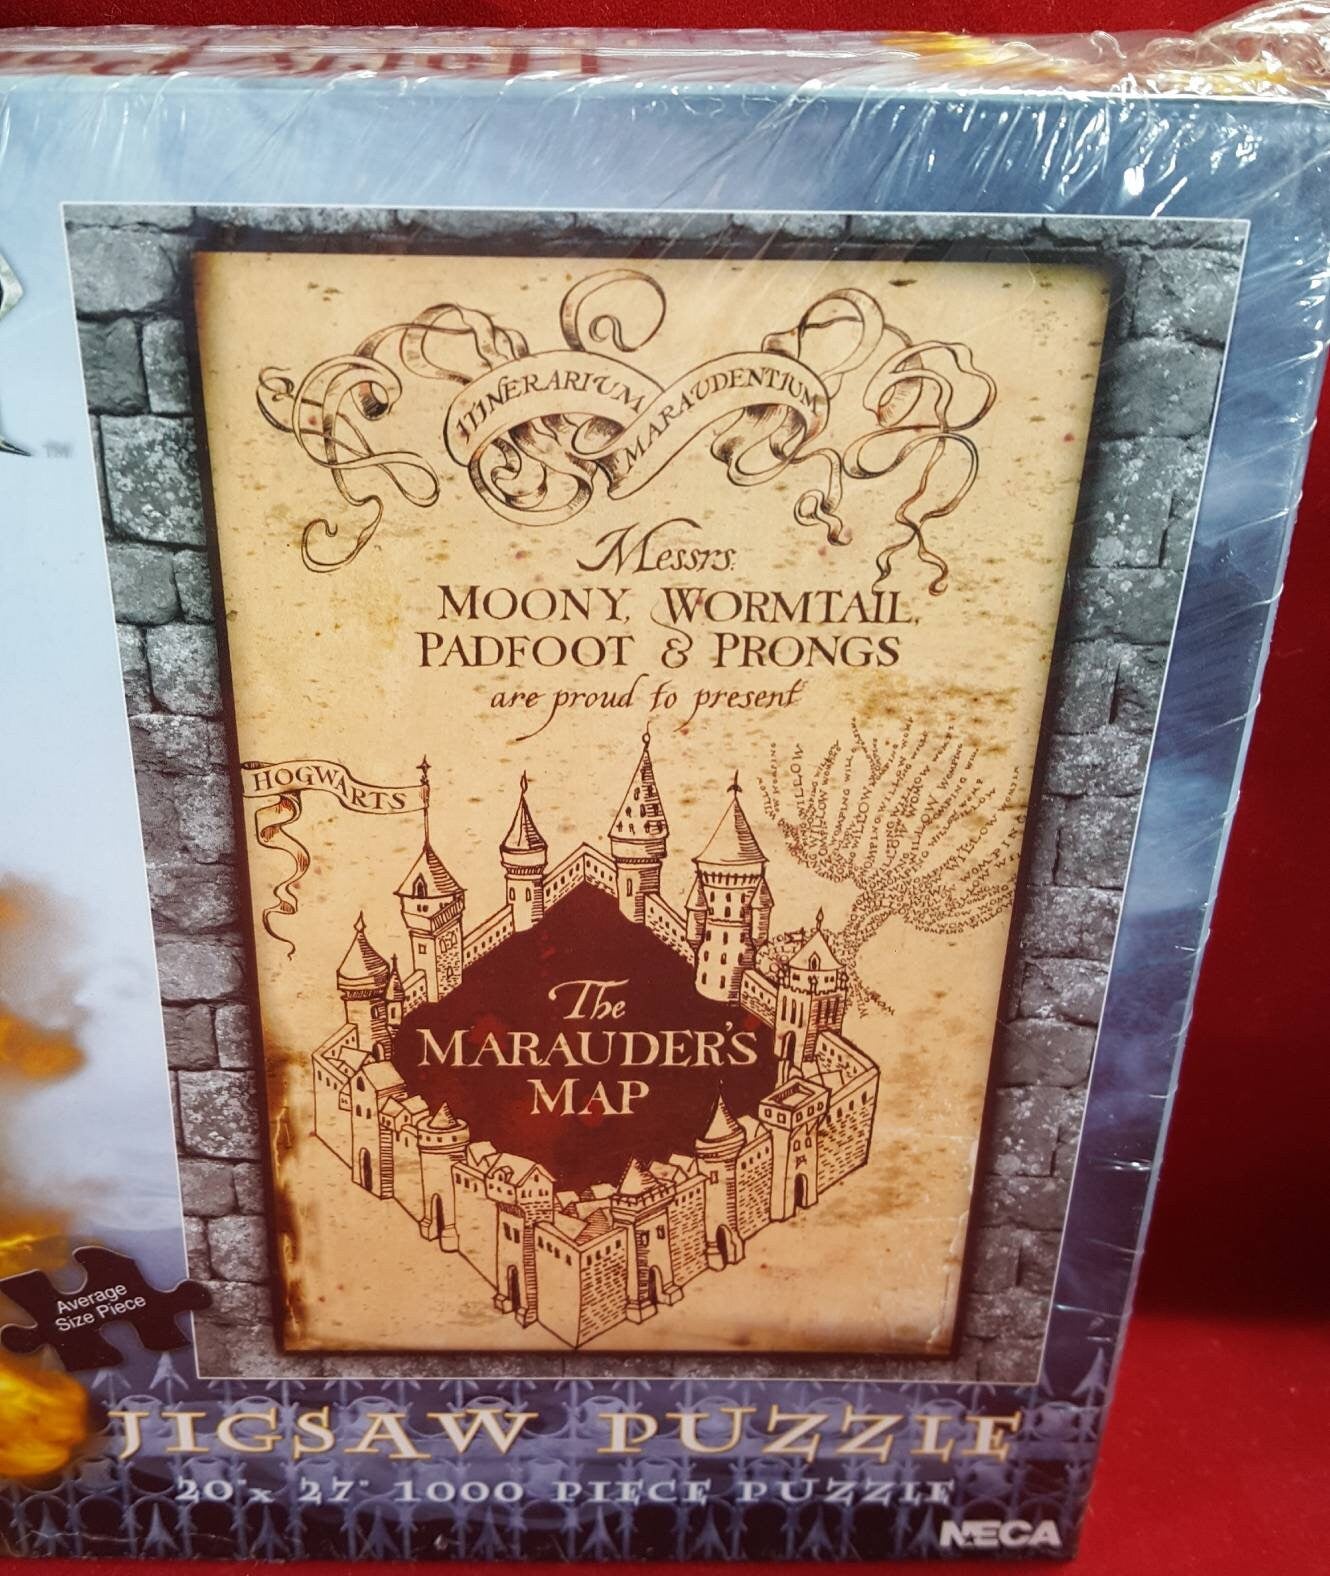 TM
ITINERARIUM
MARAUDENTIUM
Messrs.
MOONY, WORMTAIL,
PADFOOT & PRONGS
are proud to present
HOGWARTS
The
MARAUDER'S
MAP
Average
Size Piece
JIGSAW PUZZLE
20" x 27" 1000 PIECE PUZZLE
NECA